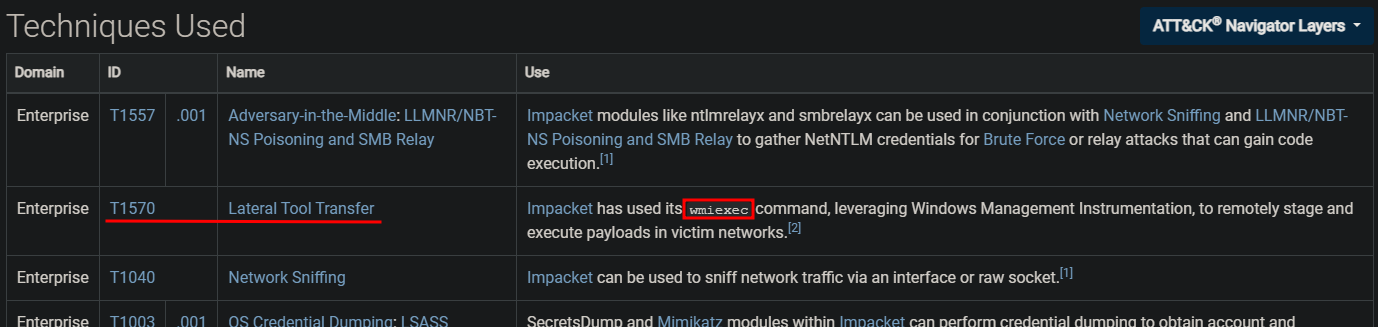 Techniques Used
ATT&CK® Navigator Layers
Domain ID Name Use
Enterprise T1557 .001 Adversary-in-the-Middle: LLMNR/NBT- Impacket modules like ntlmrelayx and smbrelayx can be used in conjunction with Network Sniffing and LLMNR/NBT-
NS Poisoning and SMB Relay NS Poisoning and SMB Relay to gather NetNTLM credentials for Brute Force or relay attacks that can gain code
execution.[1]
Enterprise T1570 Lateral Tool Transfer Impacket has used its wmiexec command, leveraging Windows Management Instrumentation, to remotely stage and
execute payloads in victim networks.[2]
Enterprise T1040 Network Sniffing Impacket can be used to sniff network traffic via an interface or raw socket.[1]
Enterprise T1003 .001 OS Credential Dumping: LSASS SecretsDump and Mimikatz modules within Impacket can perform credential dumping to obtain account and